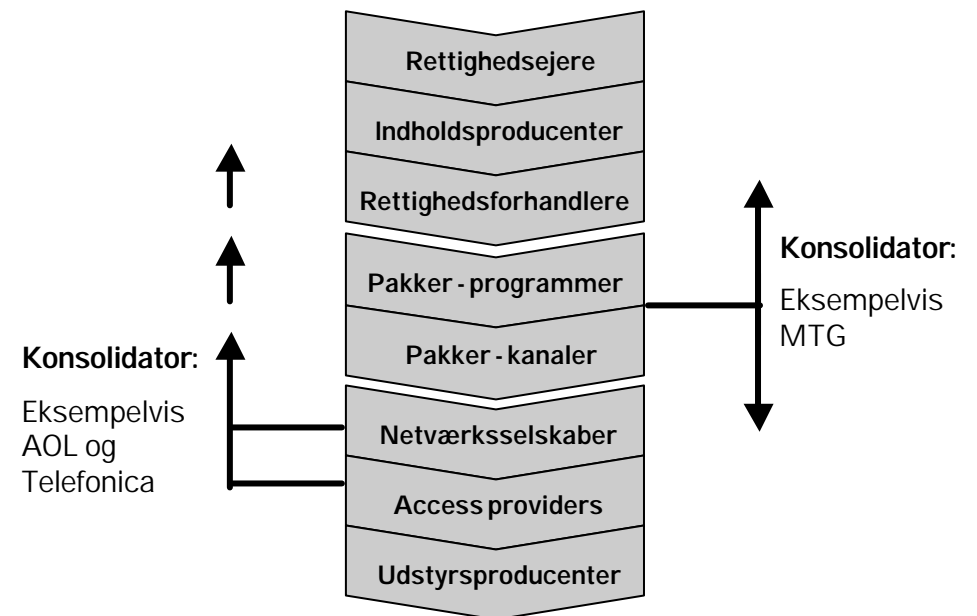 Rettighedsejere
Indholdsproducenter
Rettighedsforhandlere
Pakker - programmer
Pakker - kanaler
Netværksselskaber
Access providers
Udstyrsproducenter
Konsolidator:
Eksempelvis
AOL og
Telefonica
Konsolidator:
Eksempelvis
MTG